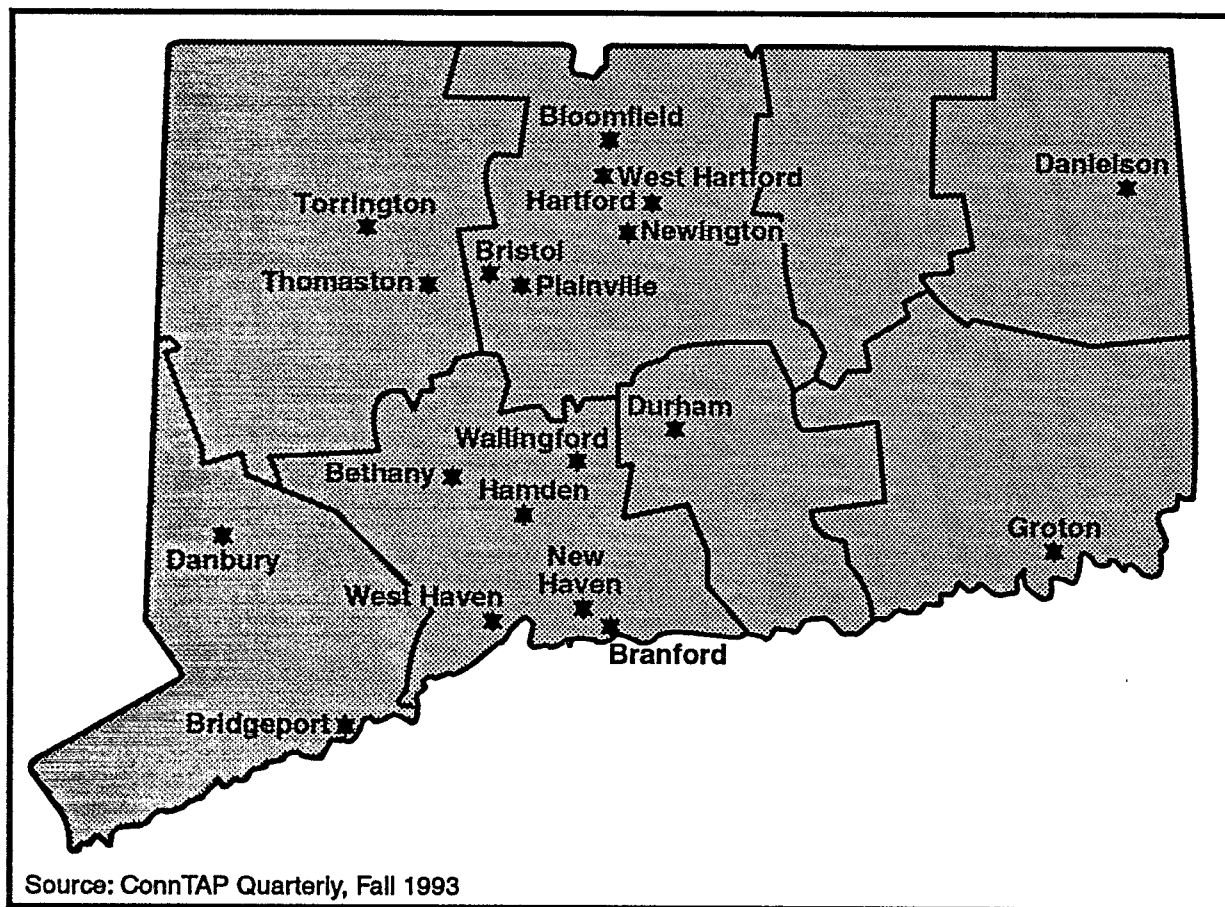 Bloomfield
West Hartford
Danielson
Hartford
Torrington
Newington
Bristol
Thomaston
Plainville
Durham
Wallingford
Bethany
Hamden
Groton
Danbury
New
Haven
West Haven
Branford
Bridgeport
Source: ConnTAP Quarterly, Fall 1993